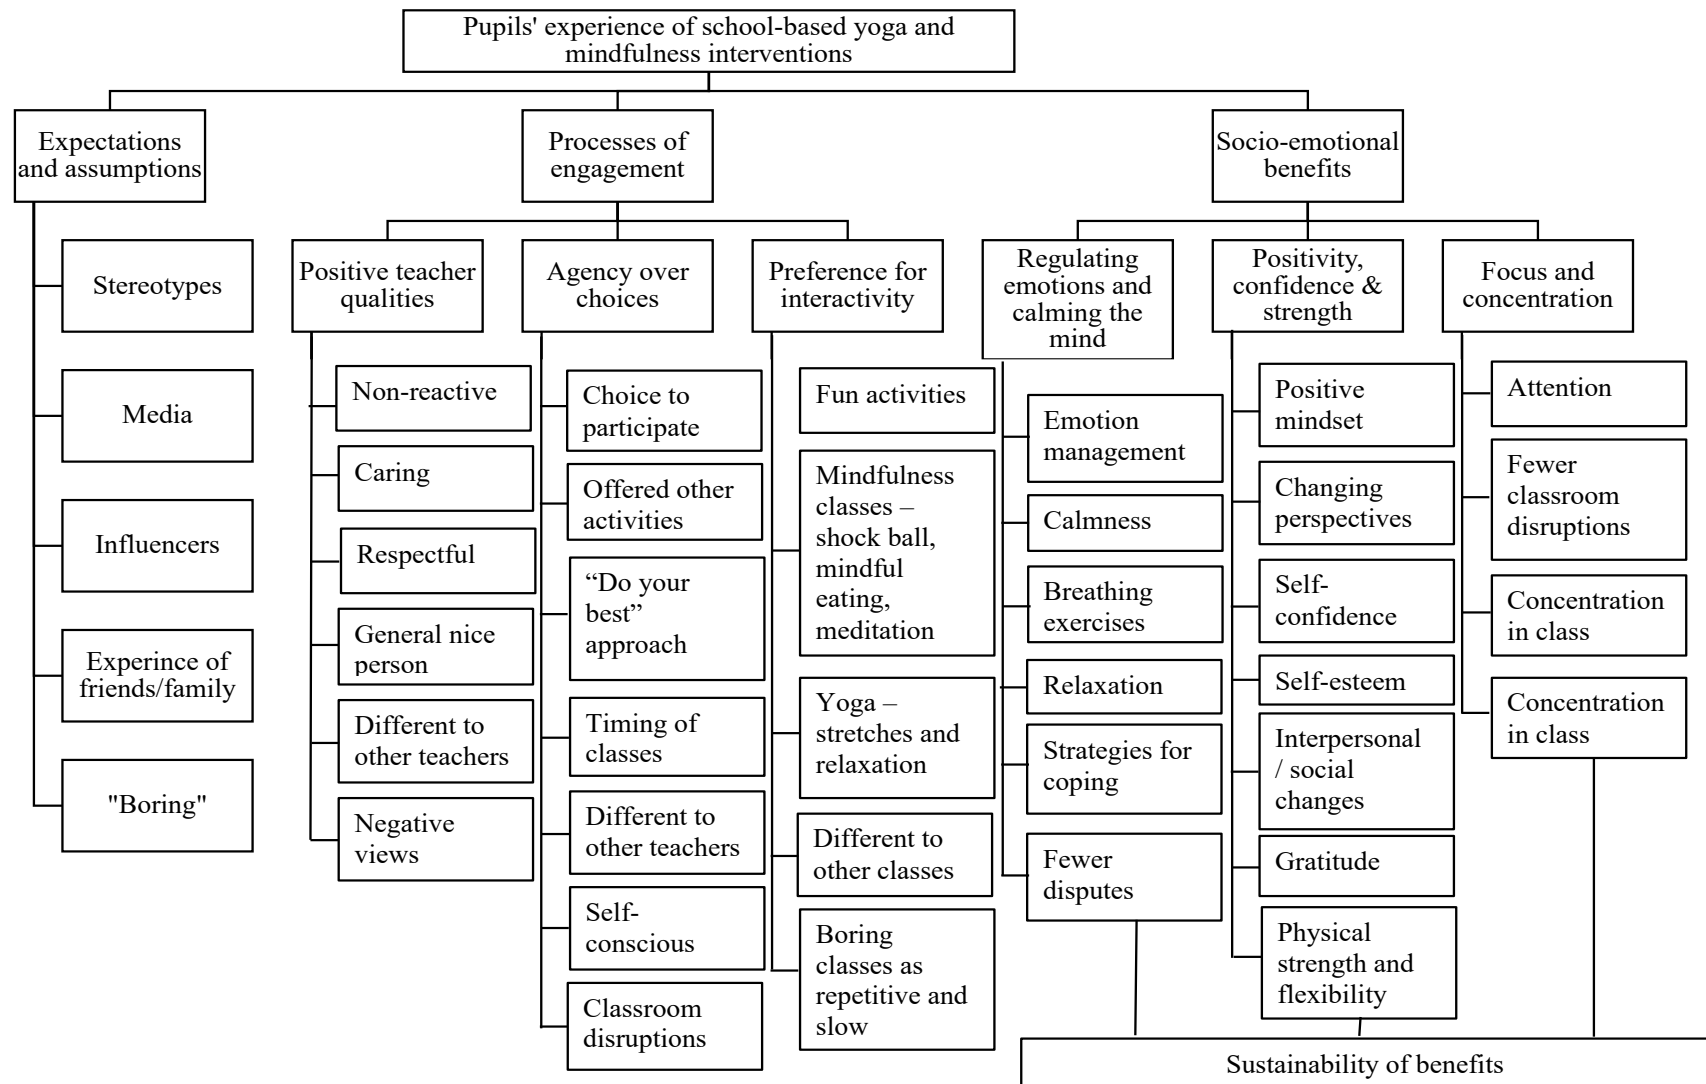 Pupils' experience of school-based yoga and
mindfulness interventions
Expectations
and assumptions
Stereotypes
Media
Influencers
Experince of
friends/family
"Boring"
Processes of
engagement
Positive teacher
qualities
Non-reactive
Caring
Respectful
General nice
person
Different to
other teachers
Negative
views
Agency over
choices
Choice to
participate
Offered other
activities
“Do your
best”
approach
Timing of
classes
Different to
other teachers
Self-
conscious
Classroom
disruptions
Preference for
interactivity
Fun activities
Mindfulness
classes –
shock ball,
mindful
eating,
meditation
Yoga –
stretches and
relaxation
Different to
other classes
Boring
classes as
repetitive and
slow
Socio-emotional
benefits
Regulating
emotions and
calming the
mind
Emotion
management
Calmness
Breathing
exercises
Relaxation
Strategies for
coping
Fewer
disputes
Positivity,
confidence &
strength
Positive
mindset
Changing
perspectives
Self-
confidence
Self-esteem
Interpersonal
/ social
changes
Gratitude
Physical
strength and
flexibility
Focus and
concentration
Attention
Fewer
classroom
disruptions
Concentration
in class
Concentration
in class
Sustainability of benefits